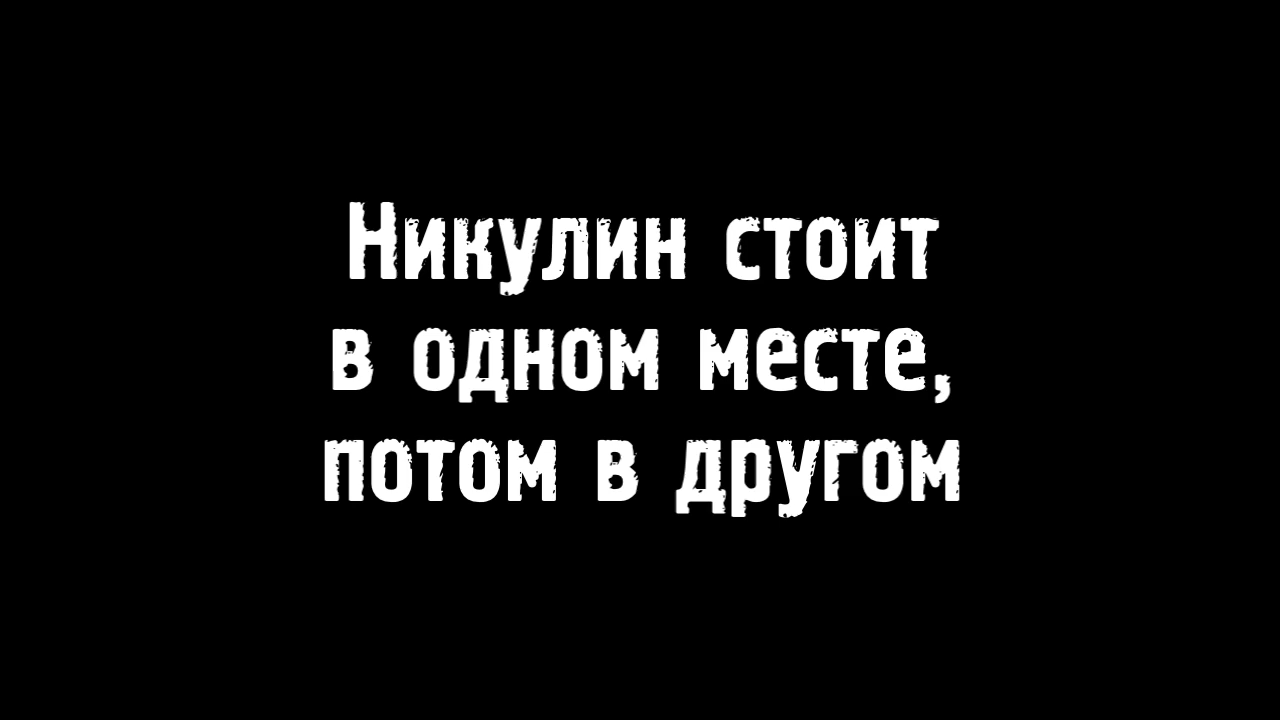 Никулин стоит
в одном месте,
потом в другом